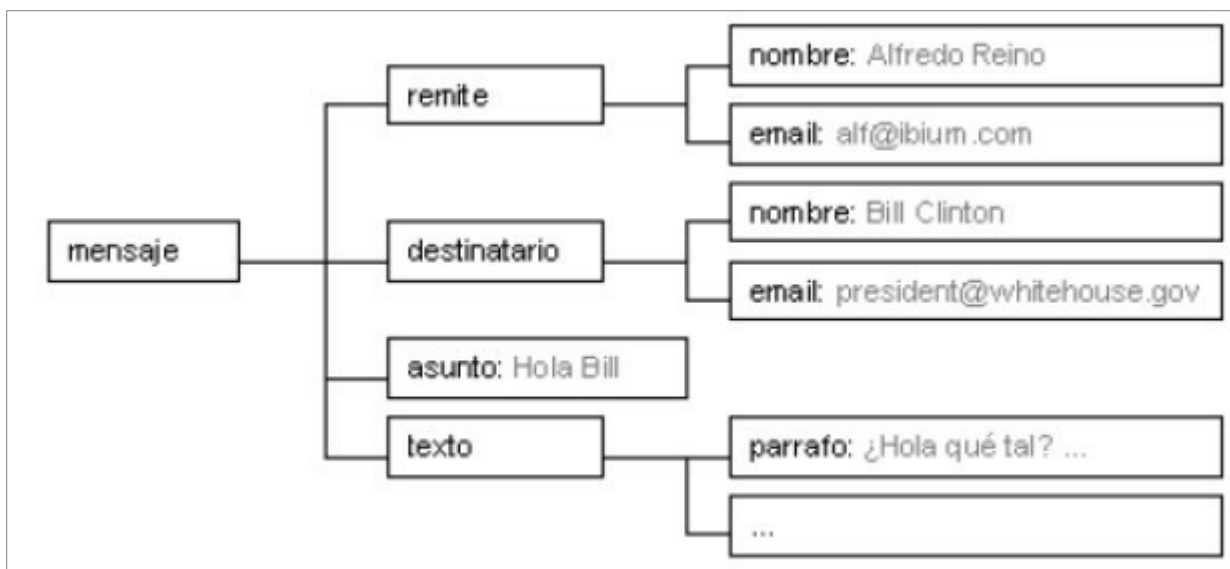 mensaje
remite
nombre: Alfredo Reino
email: alf@ibium.com
destinatario
nombre: Bill Clinton
email: president@whitehouse.gov
asunto: Hola Bill
texto
parrafo: ¿Hola qué tal? ...
...